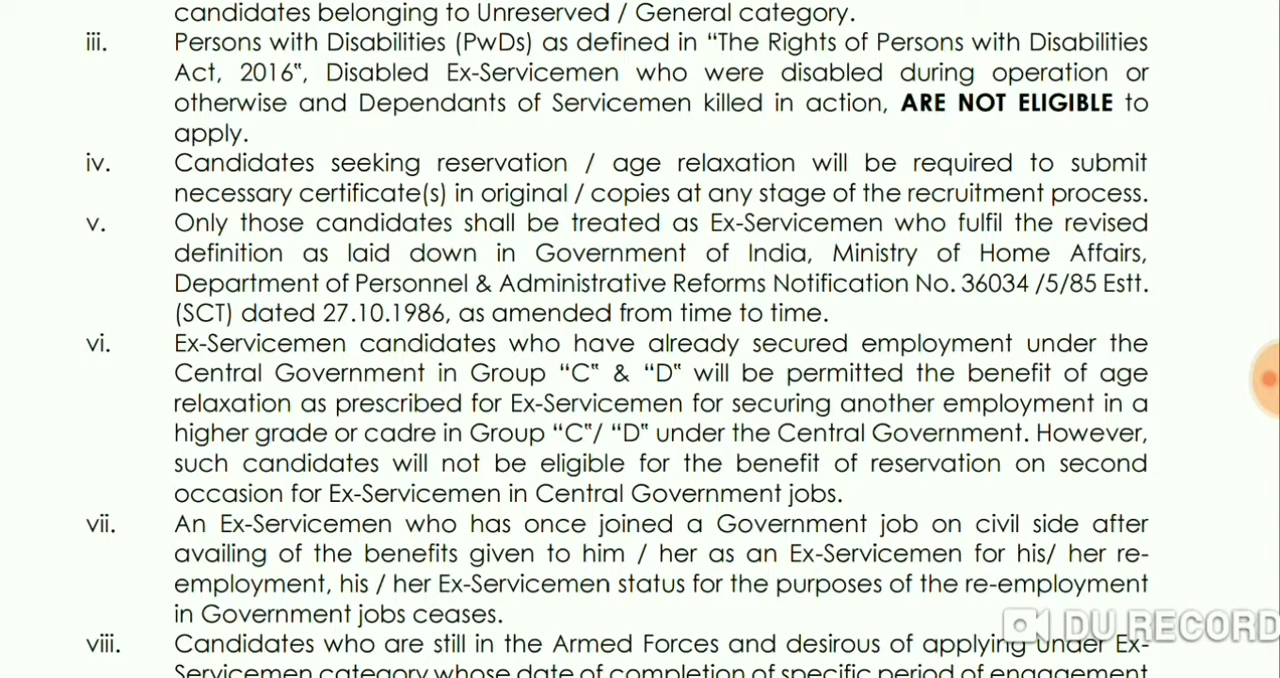 candidates belonging to Unreserved / General category.
iii. Persons with Disabilities (PwDs) as defined in “The Rights of Persons with Disabilities
Act, 2016‟, Disabled Ex-Servicemen who were disabled during operation or
otherwise and Dependants of Servicemen killed in action, ARE NOT ELIGIBLE to
apply.
iv. Candidates seeking reservation / age relaxation will be required to submit
necessary certificate(s) in original / copies at any stage of the recruitment process.
v. Only those candidates shall be treated as Ex-Servicemen who fulfil the revised
definition as laid down in Government of India, Ministry of Home Affairs,
Department of Personnel & Administrative Reforms Notification No. 36034 /5/85 Estt.
(SCT) dated 27.10.1986, as amended from time to time.
vi. Ex-Servicemen candidates who have already secured employment under the
Central Government in Group “C‟ & “D‟ will be permitted the benefit of age
relaxation as prescribed for Ex-Servicemen for securing another employment in a
higher grade or cadre in Group “C‟/ “D‟ under the Central Government. However,
such candidates will not be eligible for the benefit of reservation on second
occasion for Ex-Servicemen in Central Government jobs.
vii. An Ex-Servicemen who has once joined a Government job on civil side after
availing of the benefits given to him / her as an Ex-Servicemen for his/ her re-
employment, his / her Ex-Servicemen status for the purposes of the re-employment
in Government jobs ceases.
DU RECORD
viii. Candidates who are still in the Armed Forces and desirous of applying under Ex-
Servicemen category whose date of completion of specific period of engagement